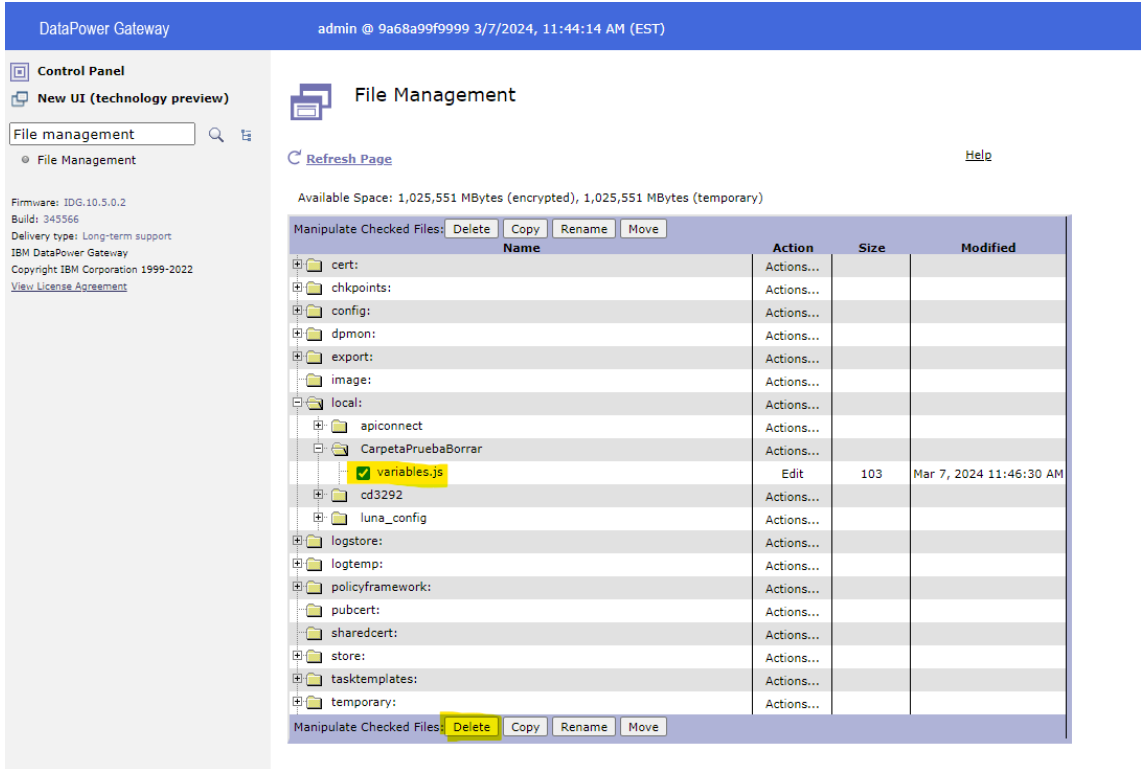 DataPower Gateway admin @ 9a68a99f9999 3/7/2024, 11:44:14 AM (EST)
Control Panel
New UI (technology preview)
File management
File Management
Firmware: IDG.10.5.0.2
Build: 345566
Delivery type: Long-term support
IBM DataPower Gateway
Copyright IBM Corporation 1999-2022
View License Agreement
File Management
Refresh Page Help
Available Space: 1,025,551 MBytes (encrypted), 1,025,551 MBytes (temporary)
Manipulate Checked Files: Delete Copy Rename Move
Name Action Size Modified
cert: Actions...
chkpoints: Actions...
config: Actions...
dpmon: Actions...
export: Actions...
image: Actions...
local: Actions...
apiconnect Actions...
CarpetaPruebaBorrar Actions...
variables.js Edit 103 Mar 7, 2024 11:46:30 AM
cd3292 Actions...
luna_config Actions...
logstore: Actions...
logtemp: Actions...
policyframework: Actions...
pubcert: Actions...
sharedcert: Actions...
store: Actions...
tasktemplates: Actions...
temporary: Actions...
Manipulate Checked Files: Delete Copy Rename Move